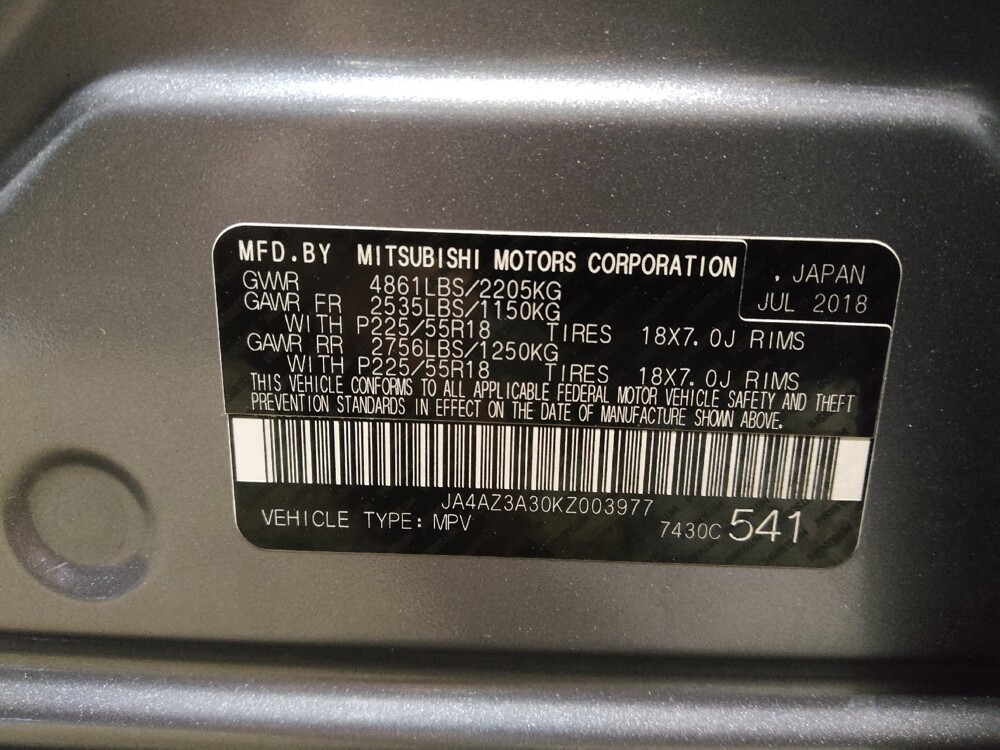 MFD.BY MITSUBISHI MOTORS CORPORATION
. JAPAN
JUL 2018
GVWR 4861LBS/2205KG
GAWR FR 2535LBS/1150KG
WITH P225/55R18 TIRES 18X7.0J RIMS
GAWR RR 2756LBS/1250KG
WITH P225/55R18 TIRES 18X7.0J RIMS
THIS VEHICLE CONFORMS TO ALL APPLICABLE FEDERAL MOTOR VEHICLE SAFETY AND THEFT
PREVENTION STANDARDS IN EFFECT ON THE DATE OF MANUFACTURE SHOWN ABOVE.
JA4AZ3A30KZ003977
VEHICLE TYPE: MPV
7430C 541